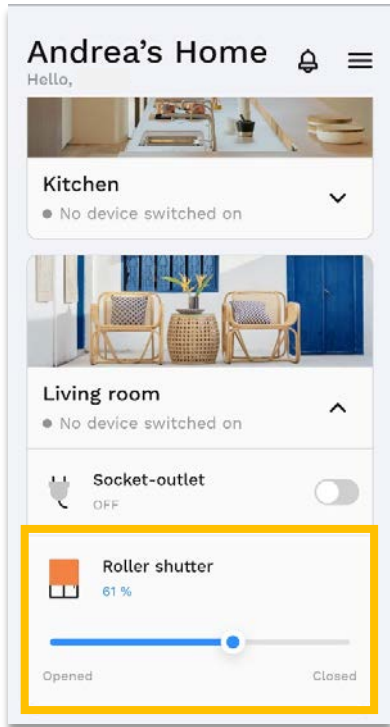 Andrea's Home
Hello,
Kitchen
No device switched on
Living room
No device switched on
Socket-outlet
OFF
Roller shutter
61 %
Opened Closed